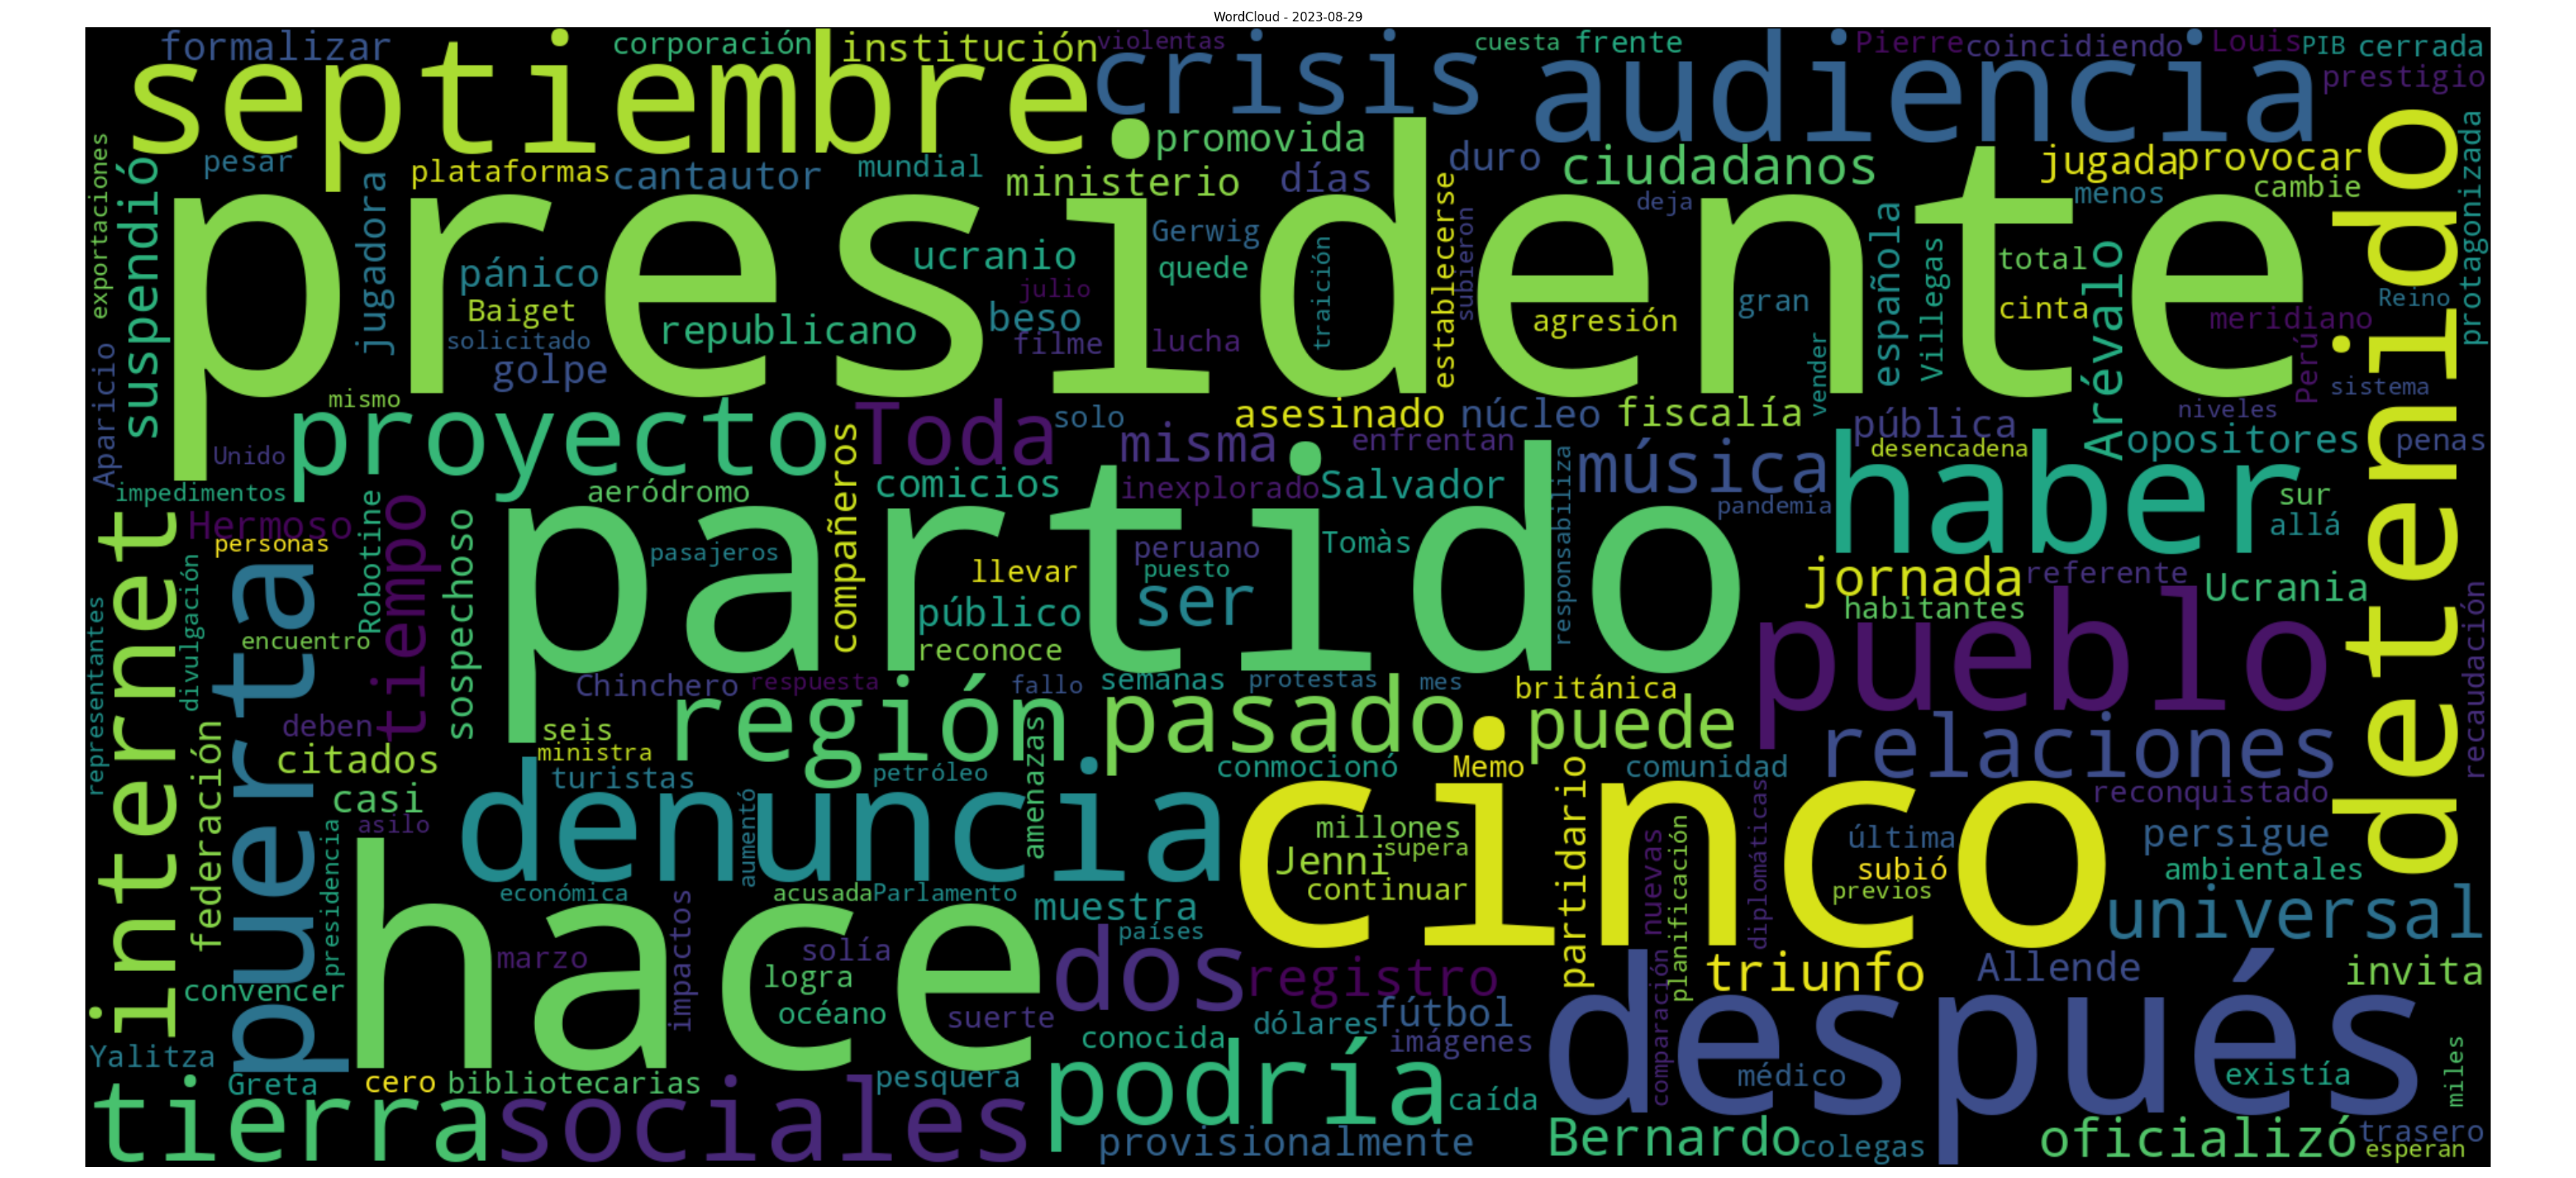 WordCloud - 2023-08-29
formalizar
corporación
institución
violentas
cuesta
frente
Pierre
coincidiendo
Louis
PIB
cerrada
septiembre
crisis
audiencia
prestigio
exportaciones
suspendió
pesar
jugadora
plataformas
cantautor
mundial
ministerio
promovida
días
duro
ciudadanos
jugada
provocar
menos
cambie
protagonizada
detenido
presidente
pánico
Baiget
solicitado
golpe
republicano
ucranio
julio
beso
filme
Gerwig
quede
lucha
traición
establecerse
subieron
deja
agresión
gran
vender
española
Villegas
total
cinta
Arévalo
meridiano
Perú
Reino
sistema
Aparicio
mismo
proyecto
Unido
impedimentos
Toda
solo
misma
asesinado
enfrentan
núcleo
fiscalía
pública
desencadena
opositores
niveles
penas
haber
aeródromo
compañeros
comicios
inexplorado
Salvador
música
pandemia
responsabiliza
sur
allá
internet
Hermoso
personas
Robotine
tiempo
sospechoso
partido
pasajeros
llevar
público
reconoce
peruano
puesto
ser
Tomàs
jornada
referente
habitantes
Ucrania
pueblo
recaudación
representantes
divulgación
puerta
encuentro
Chinchero
respuesta
región
fallo
semanas
protestas
mes
británica
pasado
puede
relaciones
deben
citados
federación
seis
ministra
turistas
petróleo
amenazas
conmocionó
Memo
partidario
comunidad
reconquistado
casi
asilo
presidencia
denuncia
aumentó
cinco
millones
Jenni
supera
continuar
nuevas
planificación
diplomáticas
última
subió
previos
persigue
ambientales
universal
económica
acusada
Parlamento
muestra
países
hace
marzo
impactos
solía
logra
océano
suerte
dos
registro
triunfo
Allende
invita
convencer
conocida
dólares
fútbol
imágenes
comparación
después
médico
existía
miles
Yalitza
Greta
cero
bibliotecarias
pesquera
podría
caída
tierra
sociales
provisionalmente
Bernardo
colegas
oficializó
trasero
esperan